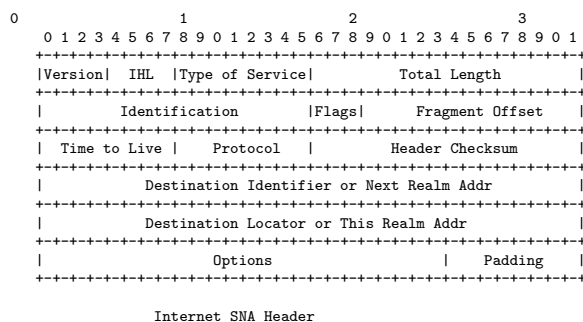 0                   1                   2                   3
 0 1 2 3 4 5 6 7 8 9 0 1 2 3 4 5 6 7 8 9 0 1 2 3 4 5 6 7 8 9 0 1
+-+-+-+-+-+-+-+-+-+-+-+-+-+-+-+-+-+-+-+-+-+-+-+-+-+-+-+-+-+-+-+-+
|Version| IHL |Type of Service| Total Length |
+-+-+-+-+-+-+-+-+-+-+-+-+-+-+-+-+-+-+-+-+-+-+-+-+-+-+-+-+-+-+-+-+
| Identification |Flags| Fragment Offset |
+-+-+-+-+-+-+-+-+-+-+-+-+-+-+-+-+-+-+-+-+-+-+-+-+-+-+-+-+-+-+-+-+
| Time to Live | Protocol | Header Checksum |
+-+-+-+-+-+-+-+-+-+-+-+-+-+-+-+-+-+-+-+-+-+-+-+-+-+-+-+-+-+-+-+-+
| Destination Identifier or Next Realm Addr |
+-+-+-+-+-+-+-+-+-+-+-+-+-+-+-+-+-+-+-+-+-+-+-+-+-+-+-+-+-+-+-+-+
| Destination Locator or This Realm Addr |
+-+-+-+-+-+-+-+-+-+-+-+-+-+-+-+-+-+-+-+-+-+-+-+-+-+-+-+-+-+-+-+-+
| Options | Padding |
+-+-+-+-+-+-+-+-+-+-+-+-+-+-+-+-+-+-+-+-+-+-+-+-+-+-+-+-+-+-+-+-+
Internet SNA Header